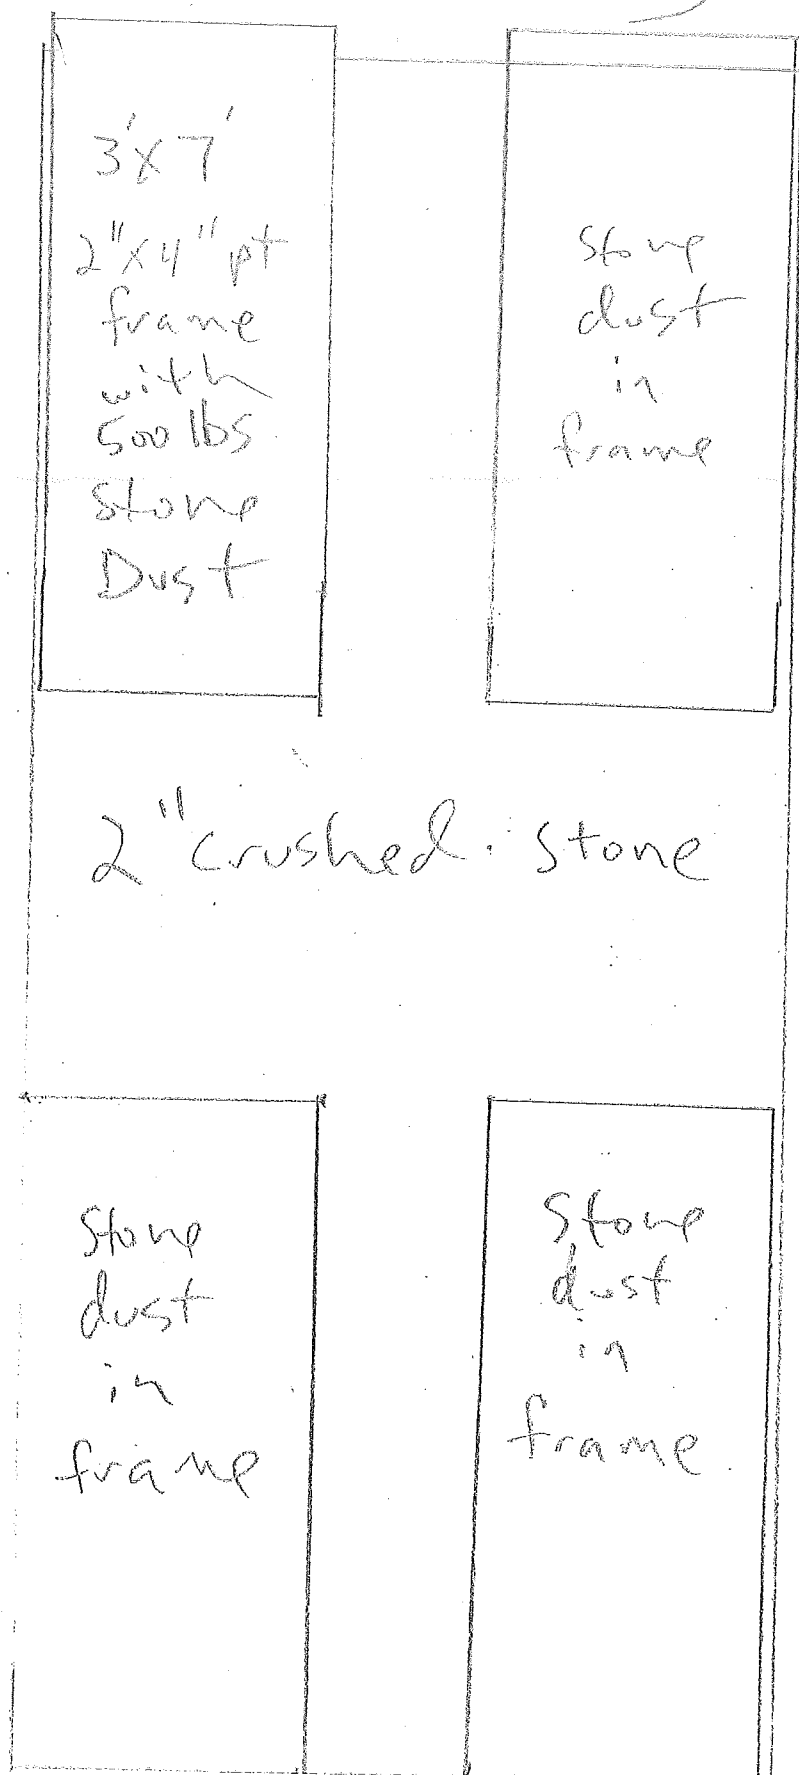 3'x7'
2"x4" pt
frame
with
500 lbs
Stone
Dust
Stone
dust
in
frame
2" Crushed Stone
Stone
dust
in
frame
Stone
dust
in
frame